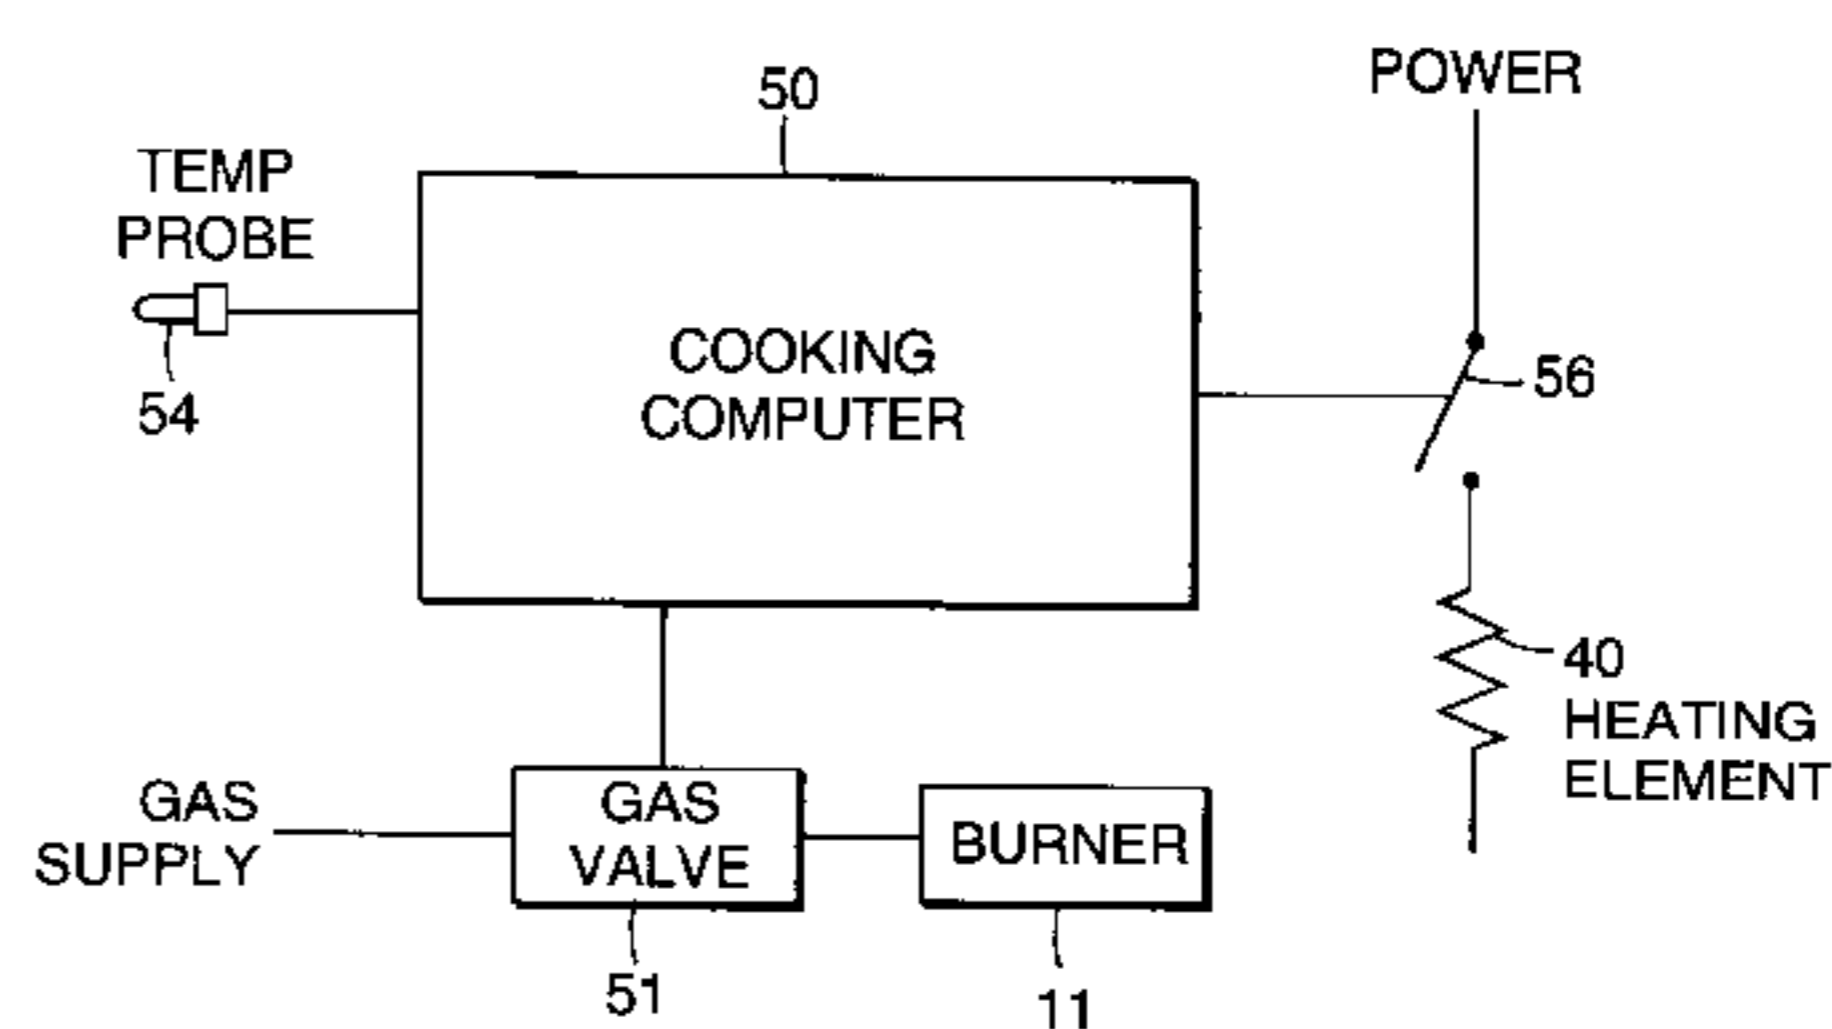 50
POWER
TEMP
PROBE
54
COOKING
COMPUTER
56
40
HEATING
ELEMENT
GAS
SUPPLY
GAS
VALVE
BURNER
51
11